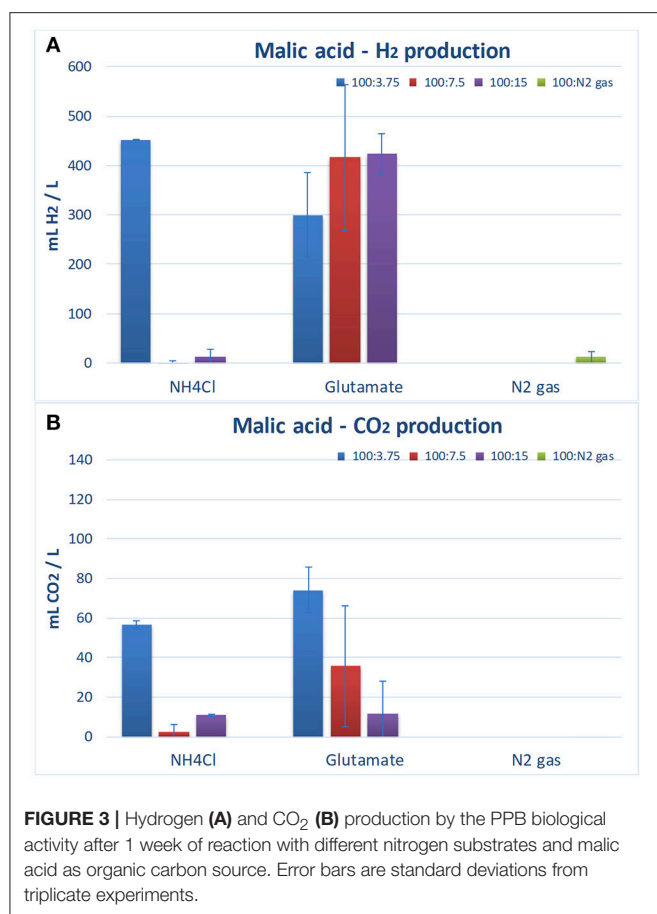 A
Malic acid - H2 production
100:3.75 100:7.5 100:15 100:N2 gas
600
500
400
300
200
100
0
mL H2 / L
NH4Cl Glutamate N2 gas
B
Malic acid - CO2 production
100:3.75 100:7.5 100:15 100:N2 gas
140
120
100
80
60
40
20
0
mL CO2 / L
NH4Cl Glutamate N2 gas
FIGURE 3 | Hydrogen (A) and CO2 (B) production by the PPB biological
activity after 1 week of reaction with different nitrogen substrates and malic
acid as organic carbon source. Error bars are standard deviations from
triplicate experiments.